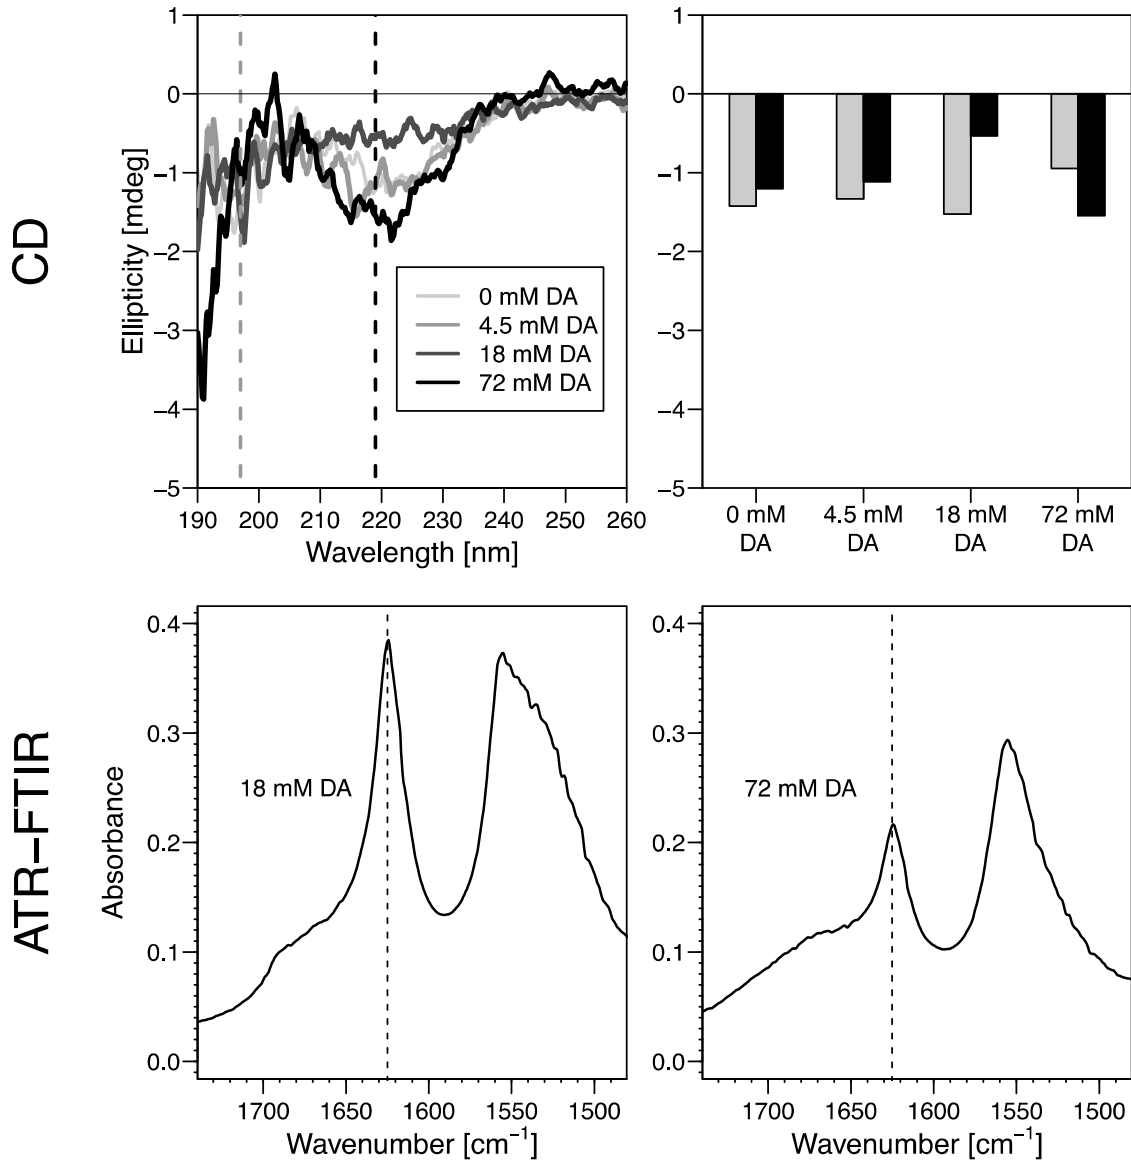 CD
Ellipticity [mdeg]
1
0
−1
−2
−3
−4
−5
190 200 210 220 230 240 250 260
Wavelength [nm]
0 mM DA
4.5 mM DA
18 mM DA
72 mM DA
1
0
−1
−2
−3
−4
−5
0 mM 4.5 mM 18 mM 72 mM
DA DA DA DA
ATR−FTIR
Absorbance
0.4
0.3
0.2
0.1
0.0
18 mM DA
1700 1650 1600 1550 1500
Wavenumber [cm⁻¹]
0.4
0.3
0.2
0.1
0.0
72 mM DA
1700 1650 1600 1550 1500
Wavenumber [cm⁻¹]